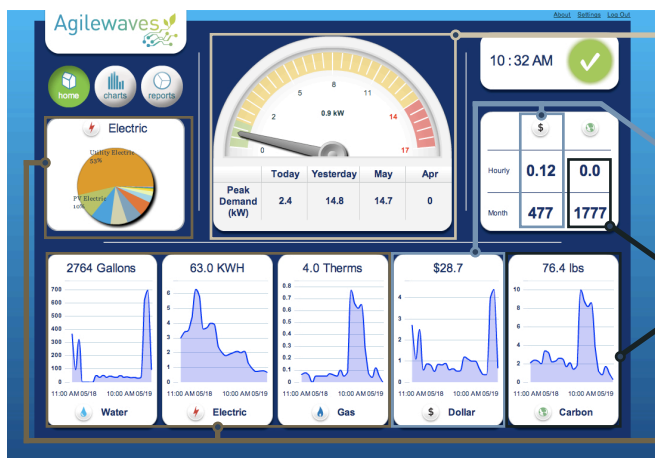 About Settings Log Out
Agilewaves
10 : 32 AM
home charts reports
Electric
Utility Electric
53%
PV Electric
10%
0 2 5 8 11 14 17
0.9 kW
Today Yesterday May Apr
Peak Demand (kW) 2.4 14.8 14.7 0
$
Hourly 0.12 0.0
Month 477 1777
2764 Gallons
700
600
500
400
300
200
100
0
11:00 AM 05/18 10:00 AM 05/19
Water
63.0 KWH
6
5
4
3
2
1
0
11:00 AM 05/18 10:00 AM 05/19
Electric
4.0 Therms
0.8
0.7
0.6
0.5
0.4
0.3
0.2
0.1
0
11:00 AM 05/18 10:00 AM 05/19
Gas
$28.7
4
3
2
1
0
11:00 AM 05/18 10:00 AM 05/19
$ Dollar
76.4 lbs
10
8
6
4
2
0
11:00 AM 05/18 10:00 AM 05/19
Carbon